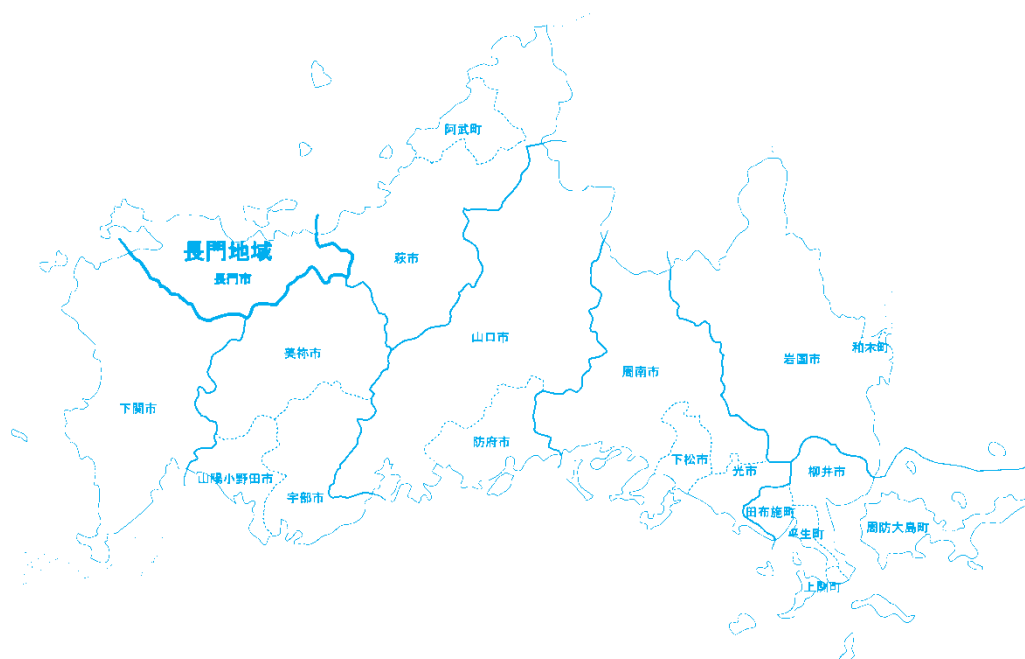 阿武町
長門地域
長門市
萩市
山口市
美祢市
岩国市
和木町
周南市
下関市
防府市
下松市
光市
柳井市
山陽小野田市
宇部市
田布施町
平生町
周防大島町
上関町